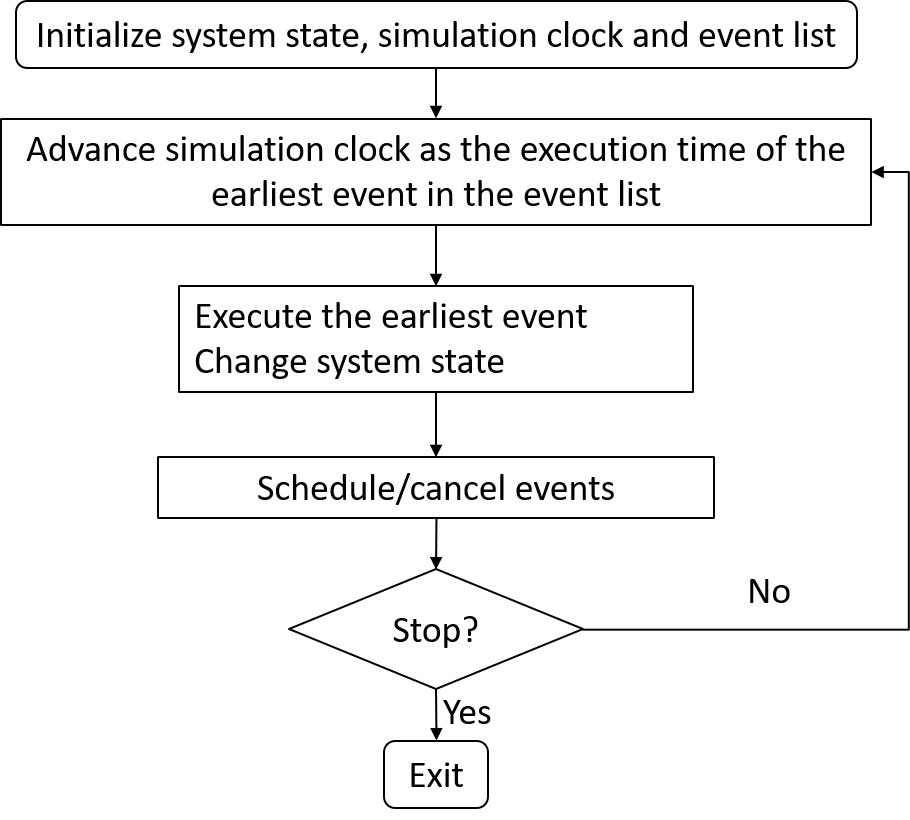 Initialize system state, simulation clock and event list
Advance simulation clock as the execution time of the
earliest event in the event list
Execute the earliest event
Change system state
Schedule/cancel events
Stop?
No
Yes
Exit